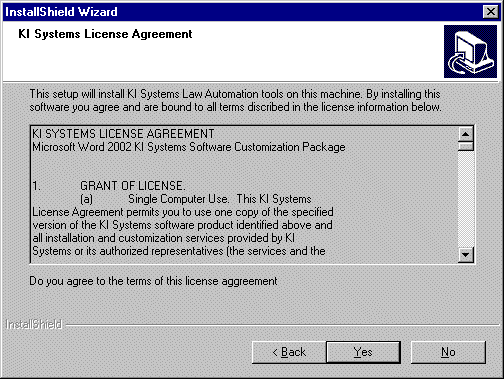 InstallShield Wizard
KI Systems License Agreement
This setup will install KI Systems Law Automation tools on this machine. By installing this
software you agree and are bound to all terms discribed in the license information below.
KI SYSTEMS LICENSE AGREEMENT
Microsoft Word 2002 KI Systems Software Customization Package
1. GRANT OF LICENSE.
(a) Single Computer Use. This KI Systems
License Agreement permits you to use one copy of the specified
version of the KI Systems software product identified above and
all installation and customization services provided by KI
Systems or its authorized representatives (the services and the
Do you agree to the terms of this license aggreement
InstallShield
< Back Yes No